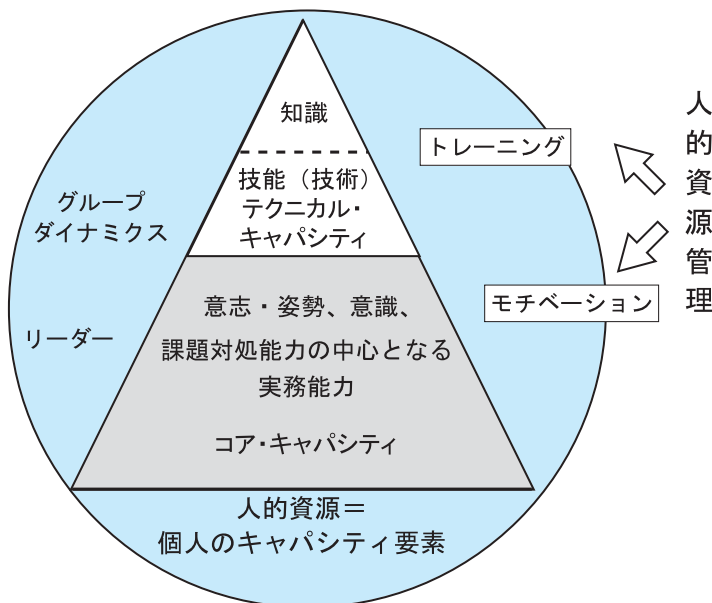 知識
技能（技術）
テクニカル・
キャパシティ
グループ
ダイナミクス
リーダー
意志・姿勢、意識、
課題対処能力の中心となる
実務能力
コア・キャパシティ
人的資源＝
個人のキャパシティ要素
トレーニング
モチベーション
人的資源管理